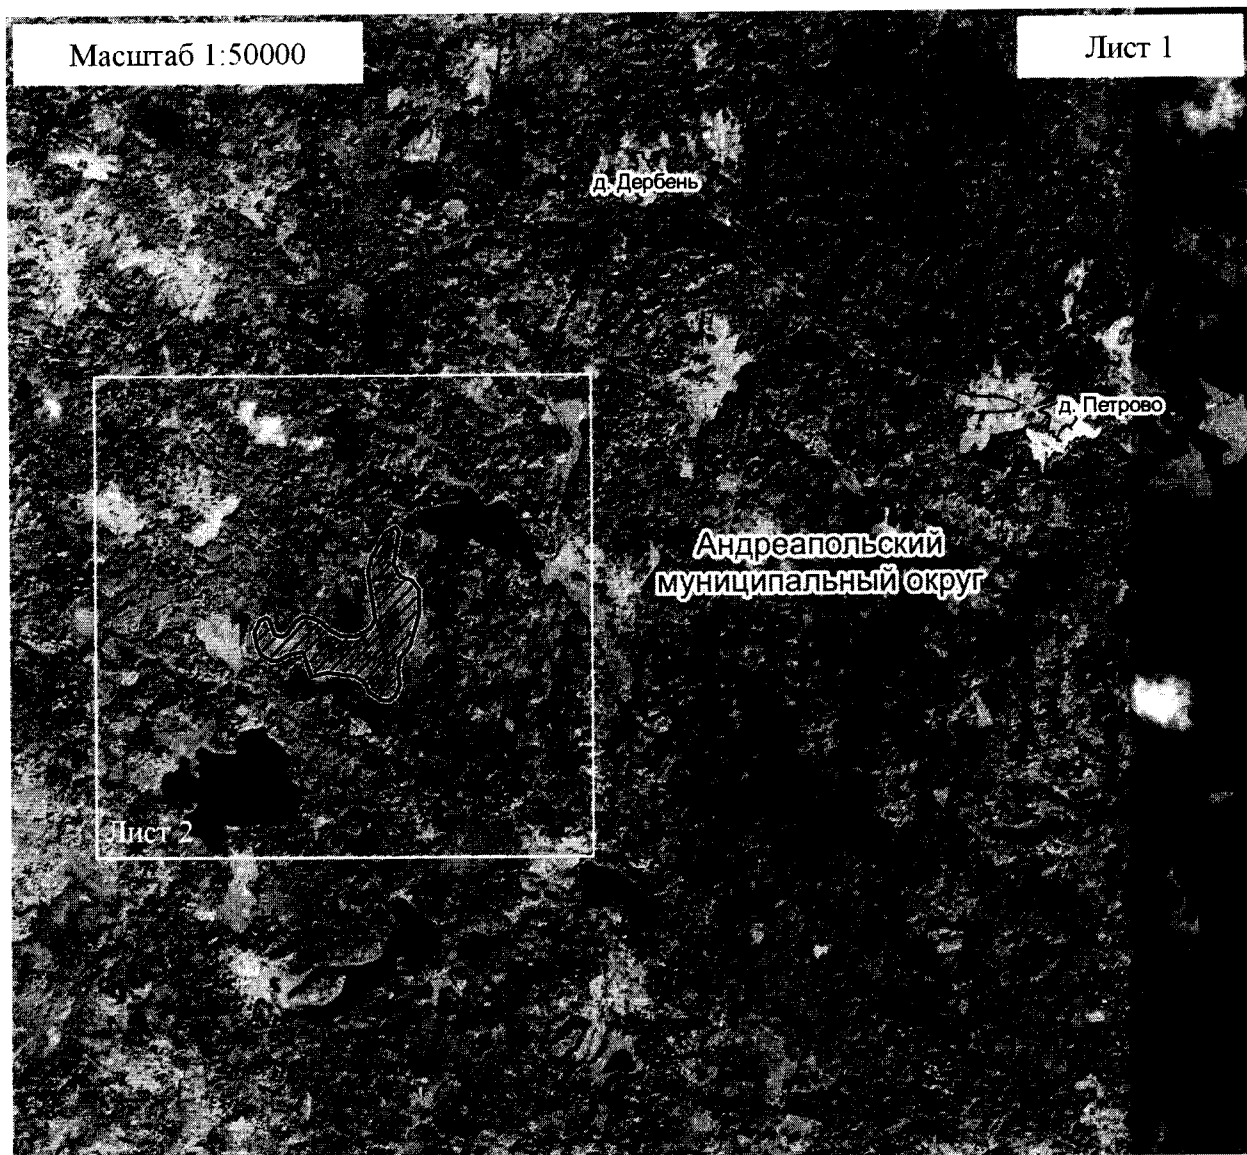 Масштаб 1:50000
Лист 1
д. Дербень
д. Петрово
Андреапольский
муниципальный округ
Лист 2